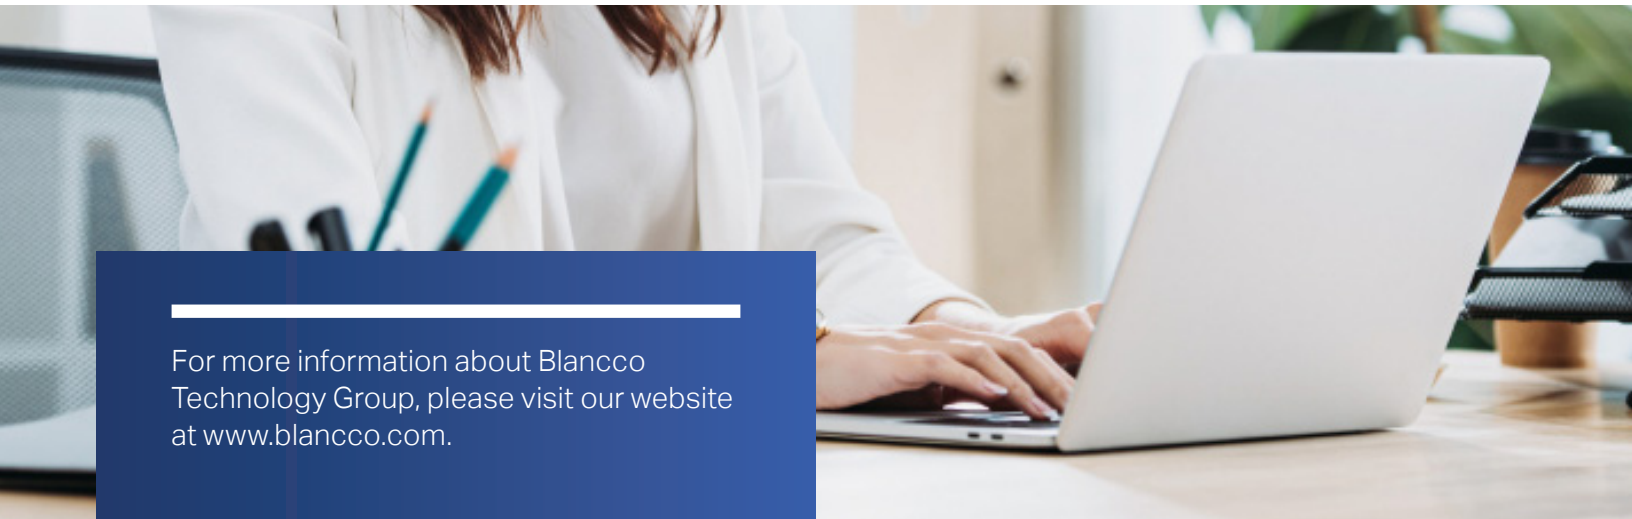 For more information about Blancco
Technology Group, please visit our website
at www.blancco.com.